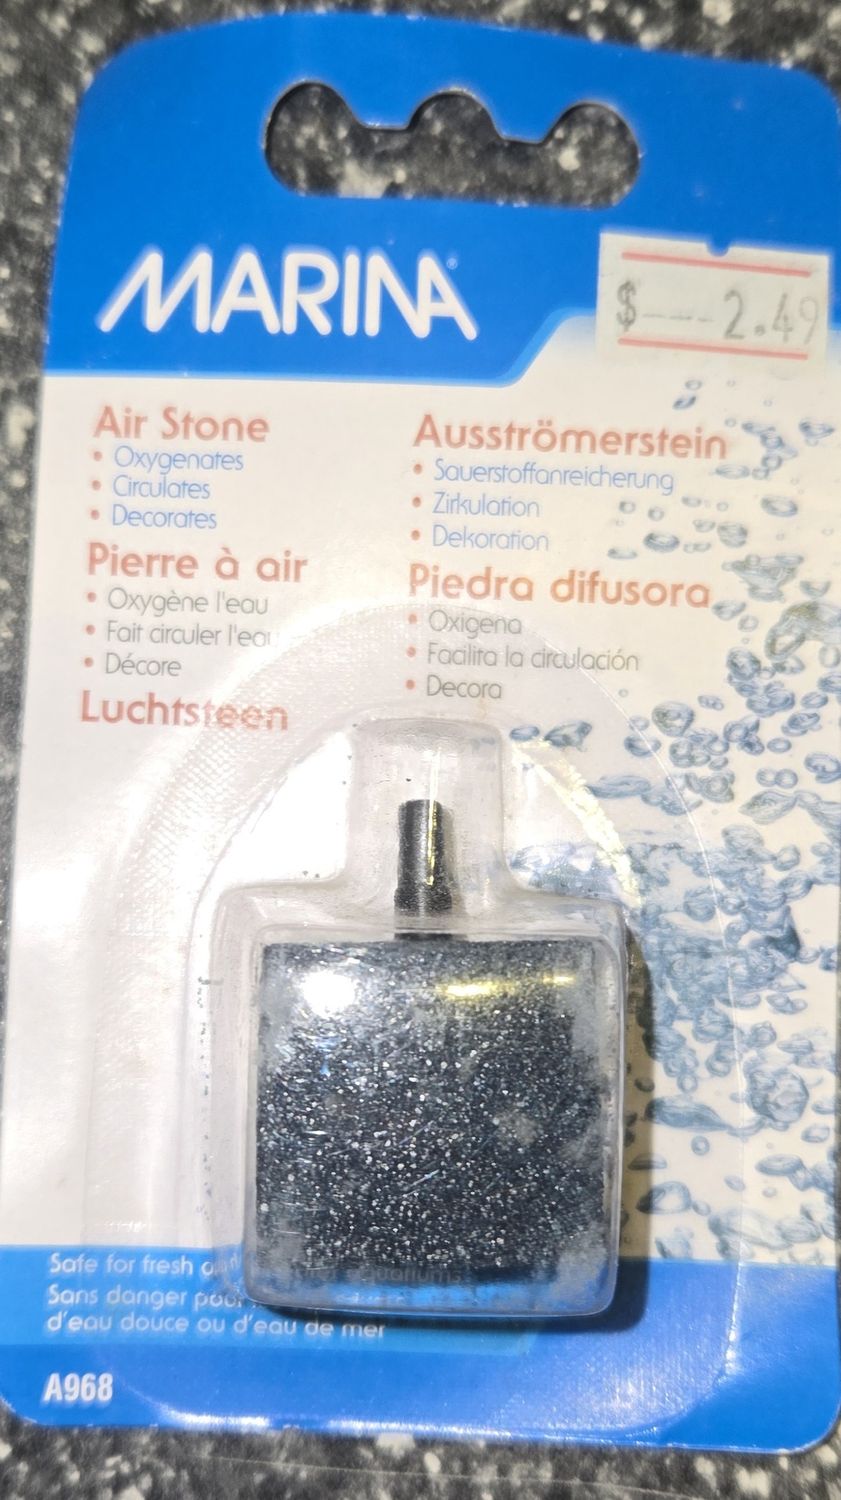 MARINA
$---2.49
Air Stone
• Oxygenates
• Circulates
• Decorates
Pierre à air
• Oxygène l'eau
• Fait circuler l'eau
• Décore
Luchtsteen
Ausströmerstein
• Sauerstoffanreicherung
• Zirkulation
• Dekoration
Piedra difusora
• Oxigena
• Facilita la circulación
• Decora
Safe for fresh aquariums
Sans danger pour
d'eau douce ou d'eau de mer
A968